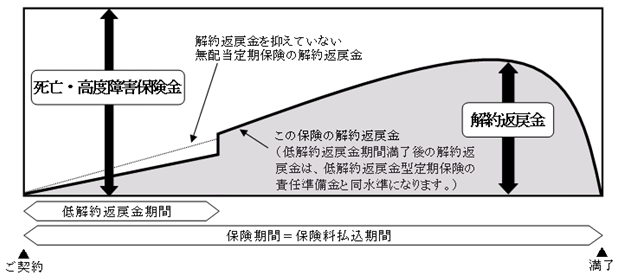 解約返戻金を抑えていない
無配当定期保険の解約返戻金
死亡・高度障害保険金
この保険の解約返戻金
（低解約返戻金期間満了後の解約返
戻金は、低解約返戻金型定期保険の
責任準備金と同水準になります。）
解約返戻金
低解約返戻金期間
保険期間＝保険料払込期間
ご契約
満了